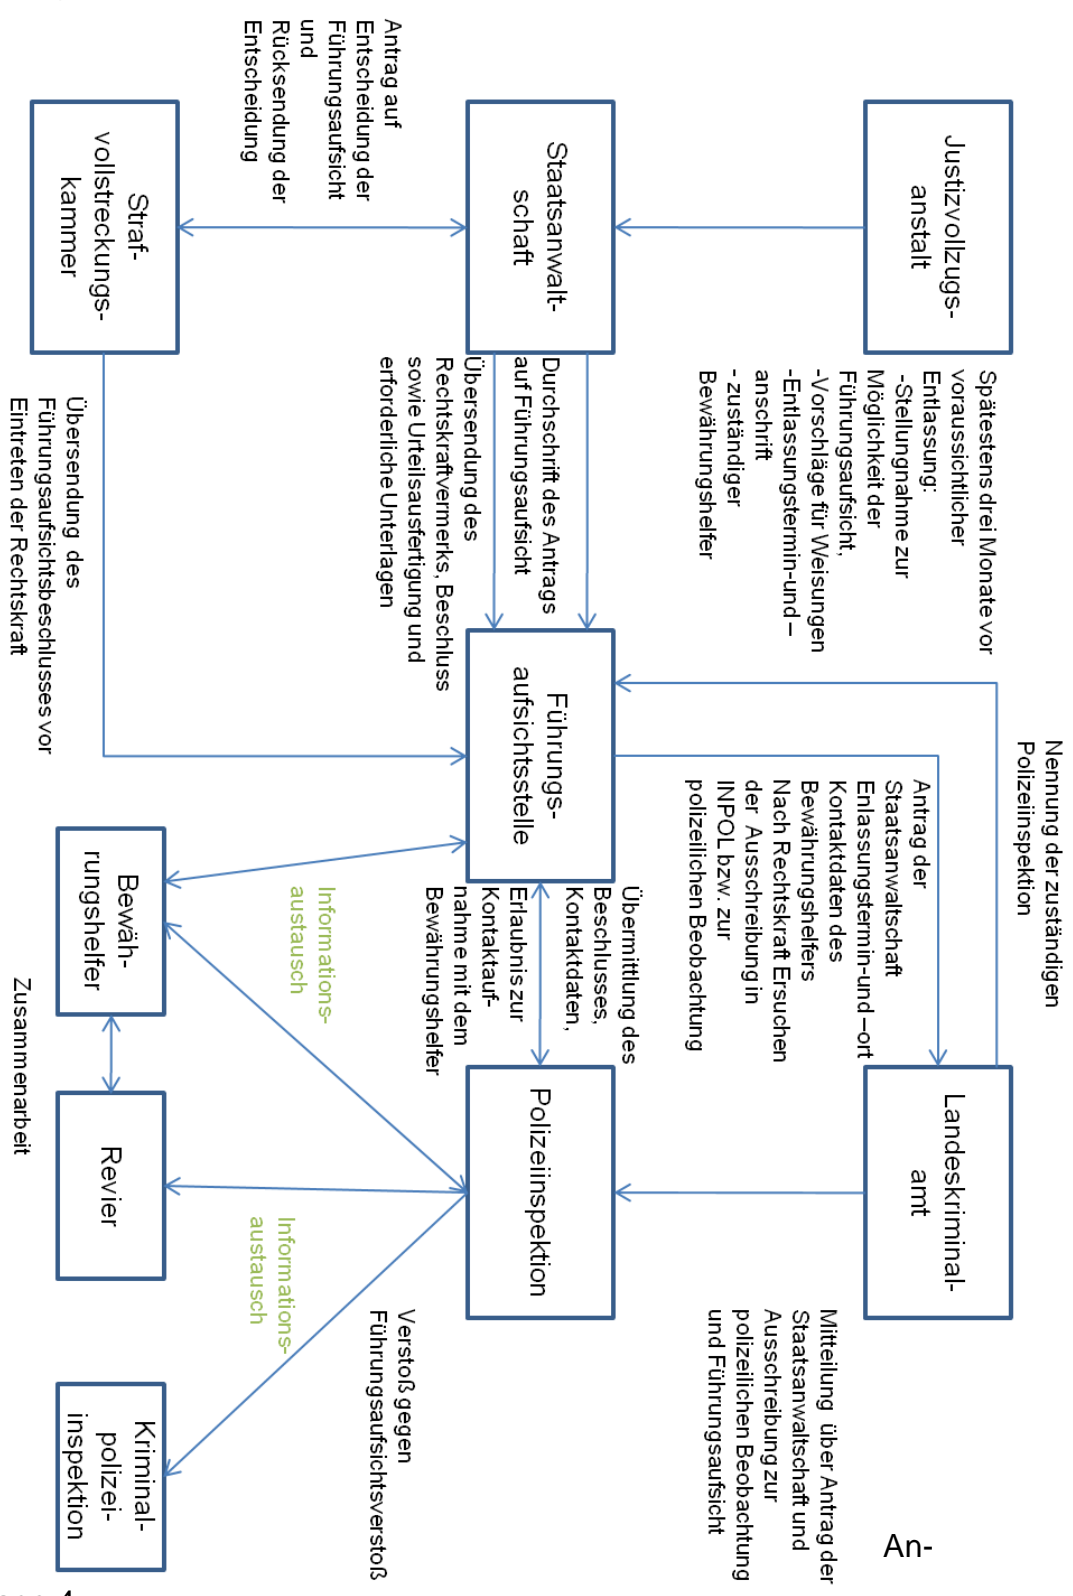 Justizvollzugs-
anstalt
Spätestens drei Monate vor
voraussichtlicher
Entlassung:
-Stellungnahme zur
Möglichkeit der
Führungsaufsicht,
-Vorschläge für Weisungen
-Entlassungstermin-und –
anschrift
- zuständiger
Bewährungshelfer
Nennung der zuständigen
Polizeiinspektion
Landeskriminal-
amt
Antrag der
Staatsanwaltschaft
Enlassungstermin-und–ort
Kontaktdaten des
Bewährungshelfers
Nach Rechtskraft Ersuchen
der Ausschreibung in
INPOL bzw. zur
polizeilichen Beobachtung
Mitteilung über Antrag der
Staatsanwaltschaft und
Ausschreibung zur
polizeilichen Beobachtung
und Führungsaufsicht
Staatsanwalt-
schaft
Durchschrift des Antrags
auf Führungsaufsicht
Übersendung des
Rechtskraftvermerks, Beschluss
sowie Urteilsausfertigung und
erforderliche Unterlagen
Führungs-
aufsichtsstelle
Übermittlung des
Beschlusses,
Kontaktdaten,
Erlaubnis zur
Kontaktauf-
nahme mit dem
Bewährungshelfer
Polizeiinspektion
Antrag auf
Entscheidung der
Führungsaufsicht
und
Rücksendung der
Entscheidung
Verstoß gegen
Führungsaufsichtsverstoß
Informations-
austausch
Informations-
austausch
Straf-
vollstreckungs-
kammer
Übersendung des
Führungsaufsichtsbeschlusses vor
Eintreten der Rechtskraft
Bewäh-
rungshelfer
Revier
Kriminal-
polizei-
inspektion
Zusammenarbeit
An-